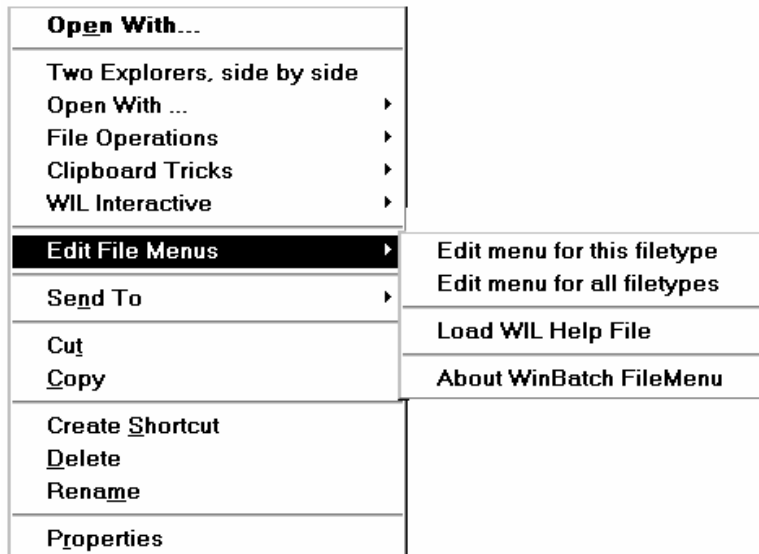 Open With...
Two Explorers, side by side
Open With ...
File Operations
Clipboard Tricks
WIL Interactive
Edit File Menus
Edit menu for this filetype
Edit menu for all filetypes
Load WIL Help File
About WinBatch FileMenu
Send To
Cut
Copy
Create Shortcut
Delete
Rename
Properties